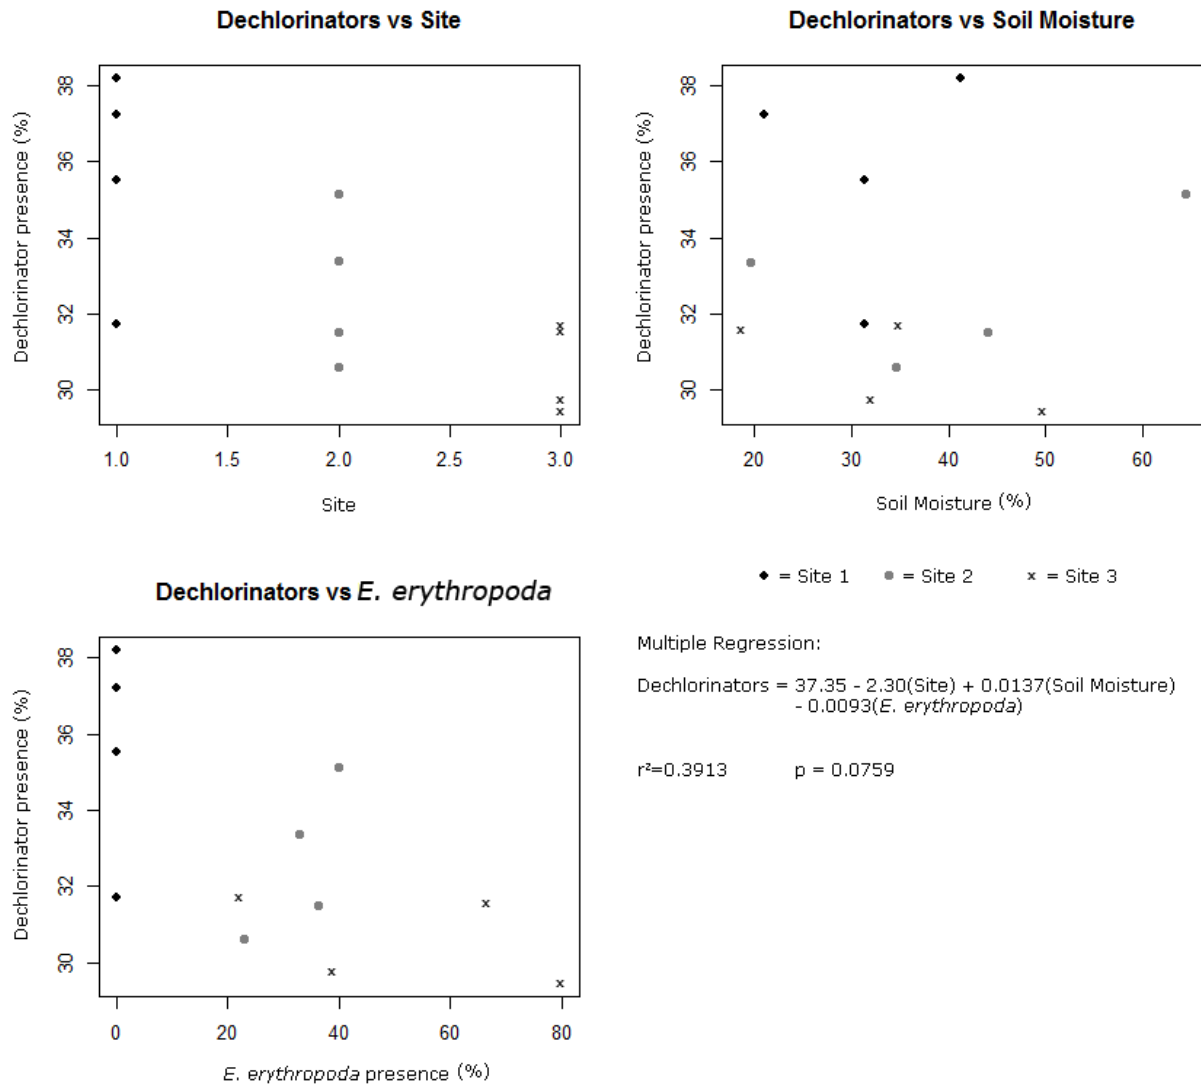 Dechlorinators vs Site
Dechlorinator presence (%)
38
36
34
32
30
1.0 1.5 2.0 2.5 3.0
Site
Dechlorinators vs Soil Moisture
Dechlorinator presence (%)
38
36
34
32
30
20 30 40 50 60
Soil Moisture (%)
Dechlorinators vs E. erythropoda
Dechlorinator presence (%)
38
36
34
32
30
0 20 40 60 80
E. erythropoda presence (%)
= Site 1 = Site 2 x = Site 3
Multiple Regression:
Dechlorinators = 37.35 - 2.30(Site) + 0.0137(Soil Moisture)
- 0.0093(E. erythropoda)
r²=0.3913 p = 0.0759